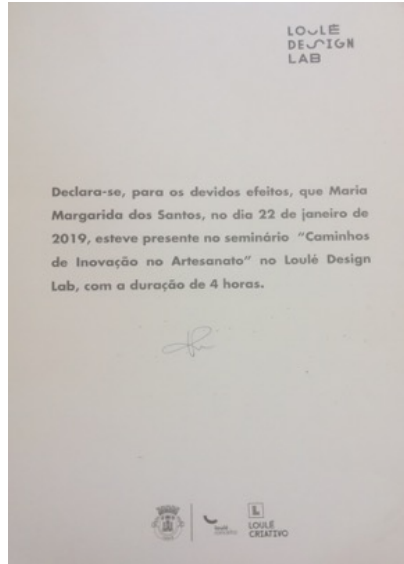 LOULÉ
DESIGN
LAB
Declara-se, para os devidos efeitos, que Maria
Margarida dos Santos, no dia 22 de janeiro de
2019, esteve presente no seminário “Caminhos
de Inovação no Artesanato” no Loulé Design
Lab, com a duração de 4 horas.
loulé
L
LOULÉ
CRIATIVO